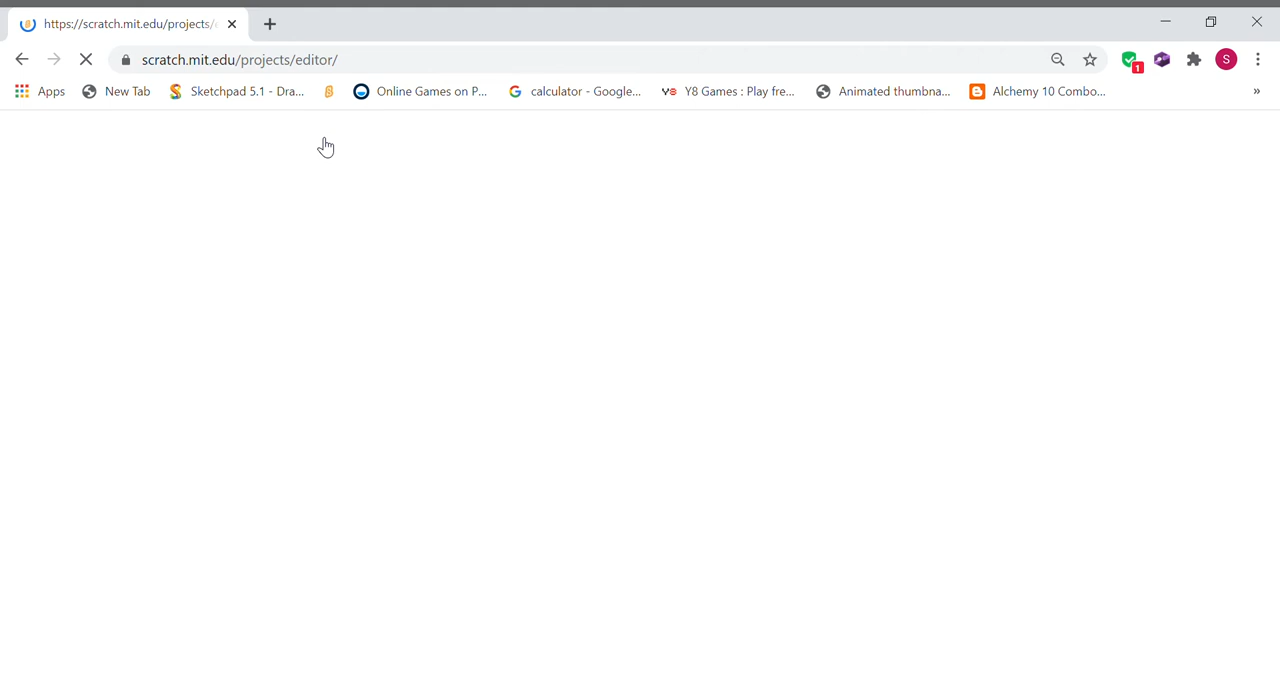 https://scratch.mit.edu/projects/
scratch.mit.edu/projects/editor/
1
S
Apps New Tab Sketchpad 5.1 - Dra... Online Games on P... calculator - Google... Y8 Games : Play fre... Animated thumbna... Alchemy 10 Combo... »